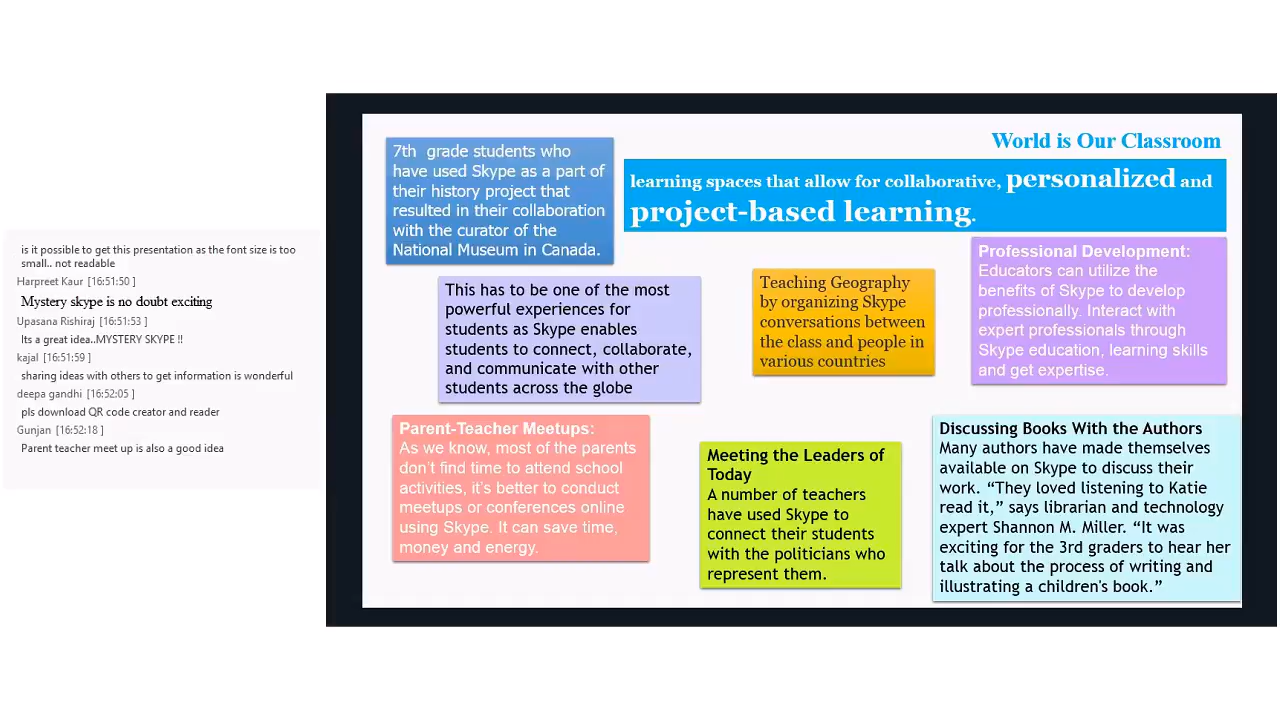 is it possible to get this presentation as the font size is too
small.. not readable
Harpreet Kaur [16:51:50 ]
Mystery skype is no doubt exciting
Upasana Rishiraj [16:51:53 ]
Its a great idea..MYSTERY SKYPE !!
kajal [16:51:59 ]
sharing ideas with others to get information is wonderful
deepa gandhi [16:52:05 ]
pls download QR code creator and reader
Gunjan [16:52:18 ]
Parent teacher meet up is also a good idea
World is Our Classroom
learning spaces that allow for collaborative, personalized and
project-based learning.
7th grade students who
have used Skype as a part of
their history project that
resulted in their collaboration
with the curator of the
National Museum in Canada.
This has to be one of the most
powerful experiences for
students as Skype enables
students to connect, collaborate,
and communicate with other
students across the globe
Teaching Geography
by organizing Skype
conversations between
the class and people in
various countries
Professional Development:
Educators can utilize the
benefits of Skype to develop
professionally. Interact with
expert professionals through
Skype education, learning skills
and get expertise.
Parent-Teacher Meetups:
As we know, most of the parents
don't find time to attend school
activities, it's better to conduct
meetups or conferences online
using Skype. It can save time,
money and energy.
Meeting the Leaders of
Today
A number of teachers
have used Skype to
connect their students
with the politicians who
represent them.
Discussing Books With the Authors
Many authors have made themselves
available on Skype to discuss their
work. “They loved listening to Katie
read it,” says librarian and technology
expert Shannon M. Miller. “It was
exciting for the 3rd graders to hear her
talk about the process of writing and
illustrating a children's book.”